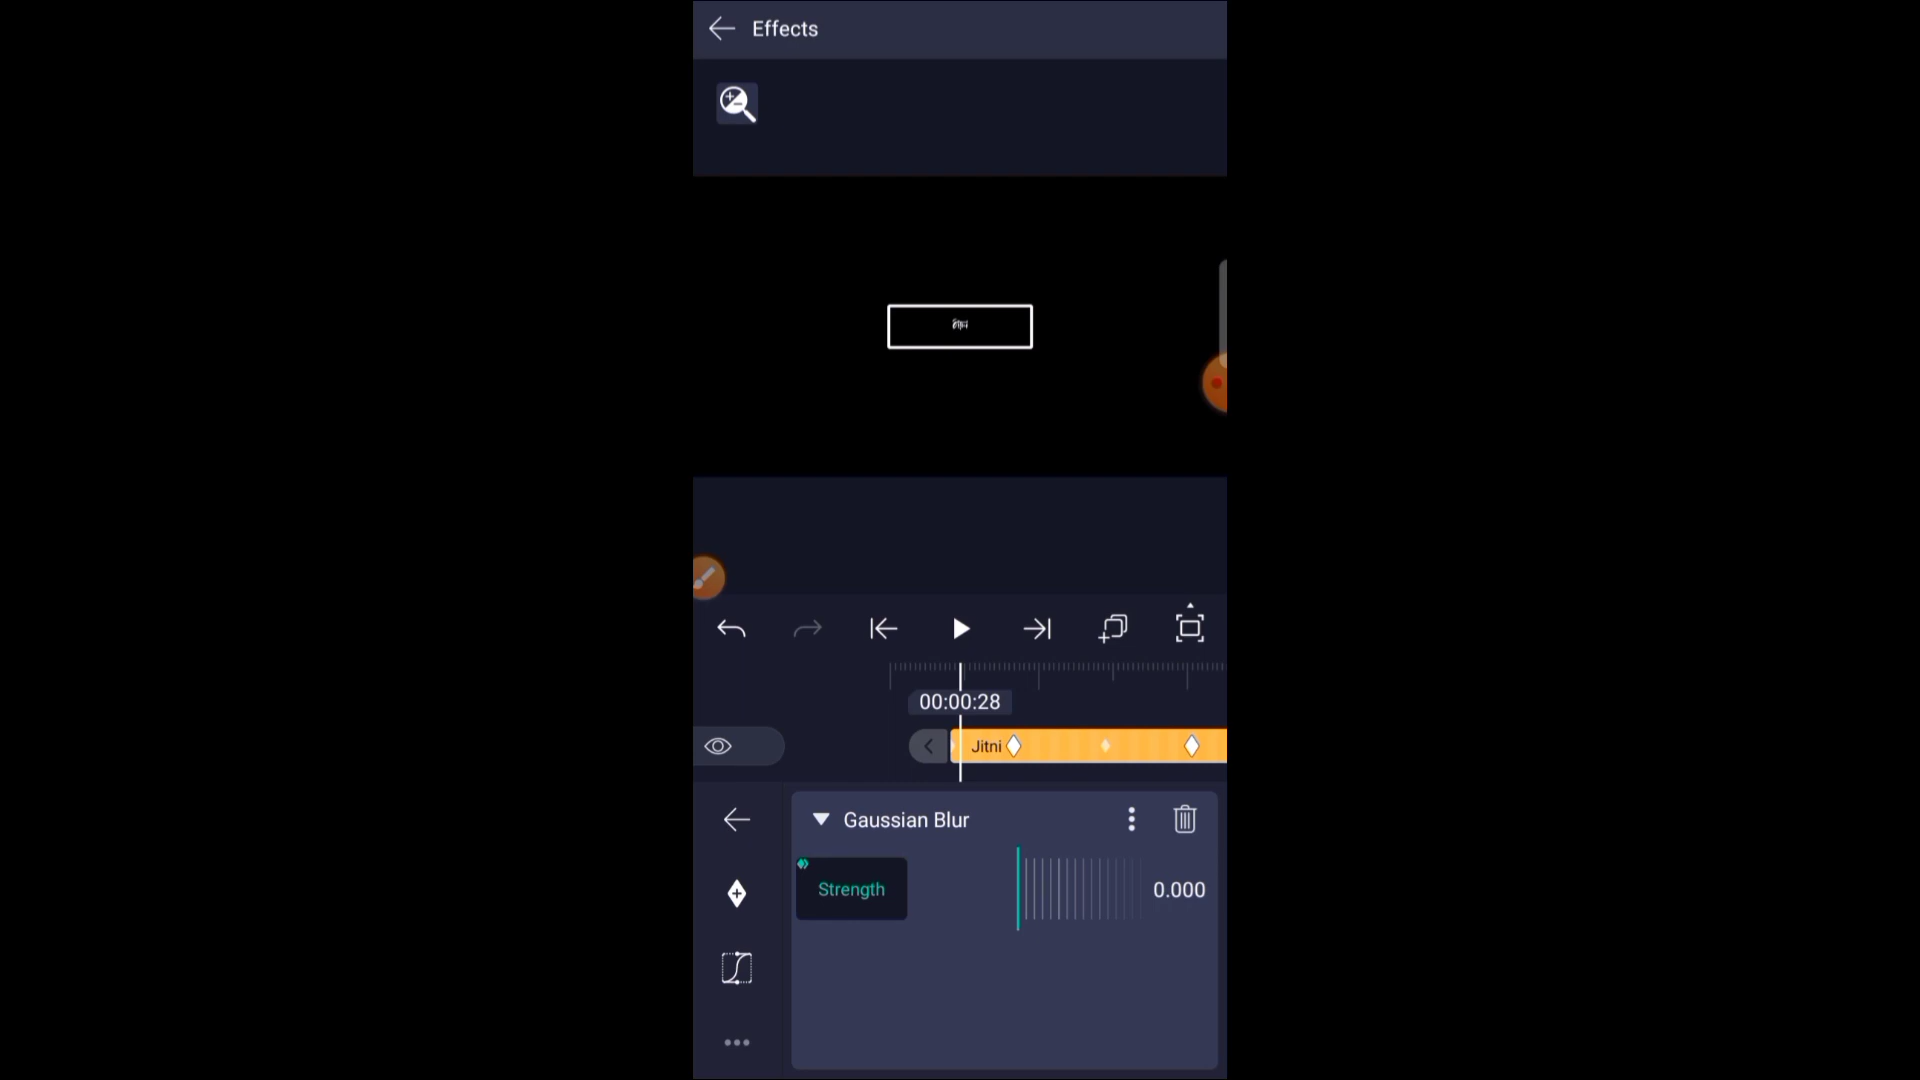 Effects
00:00:28
Jitni
Gaussian Blur
Strength
0.000